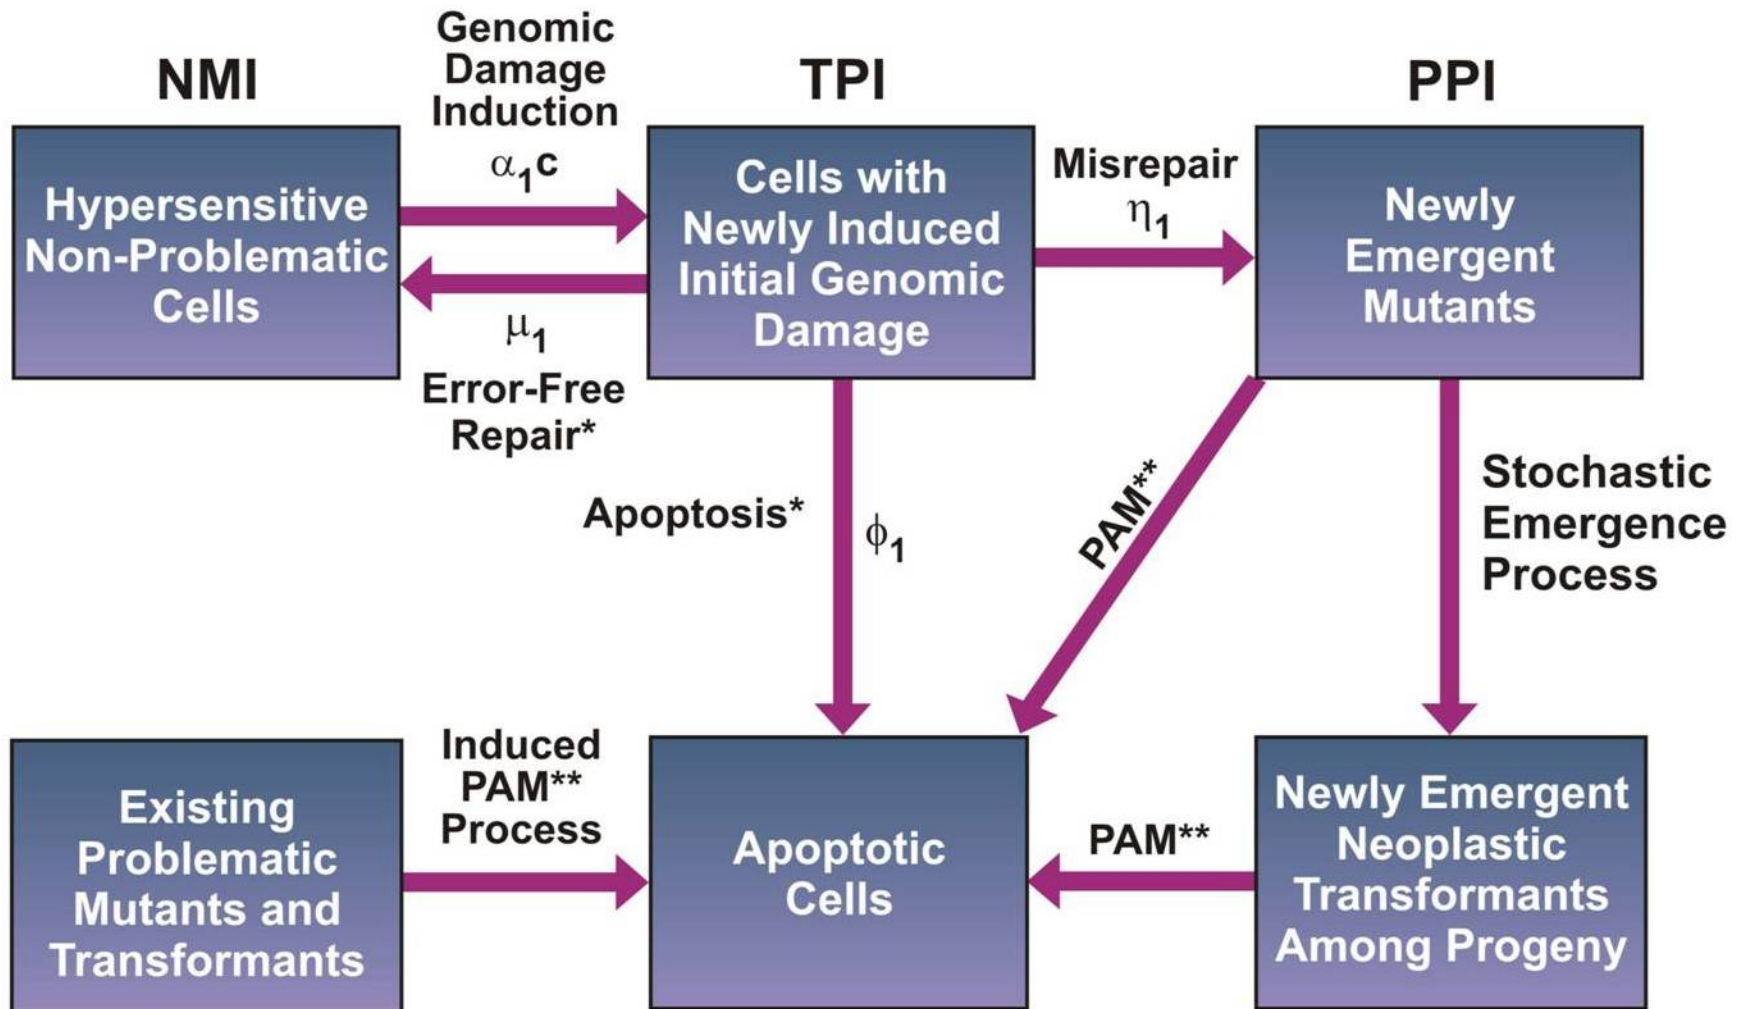 NMI
Genomic
Damage
Induction
α₁c
TPI
PPI
Hypersensitive
Non-Problematic
Cells
μ₁
Error-Free
Repair*
Cells with
Newly Induced
Initial Genomic
Damage
Misrepair
η₁
Newly
Emergent
Mutants
Apoptosis*
ϕ₁
PAM**
Stochastic
Emergence
Process
Existing
Problematic
Mutants and
Transformants
Induced
PAM**
Process
Apoptotic
Cells
PAM**
Newly Emergent
Neoplastic
Transformants
Among Progeny